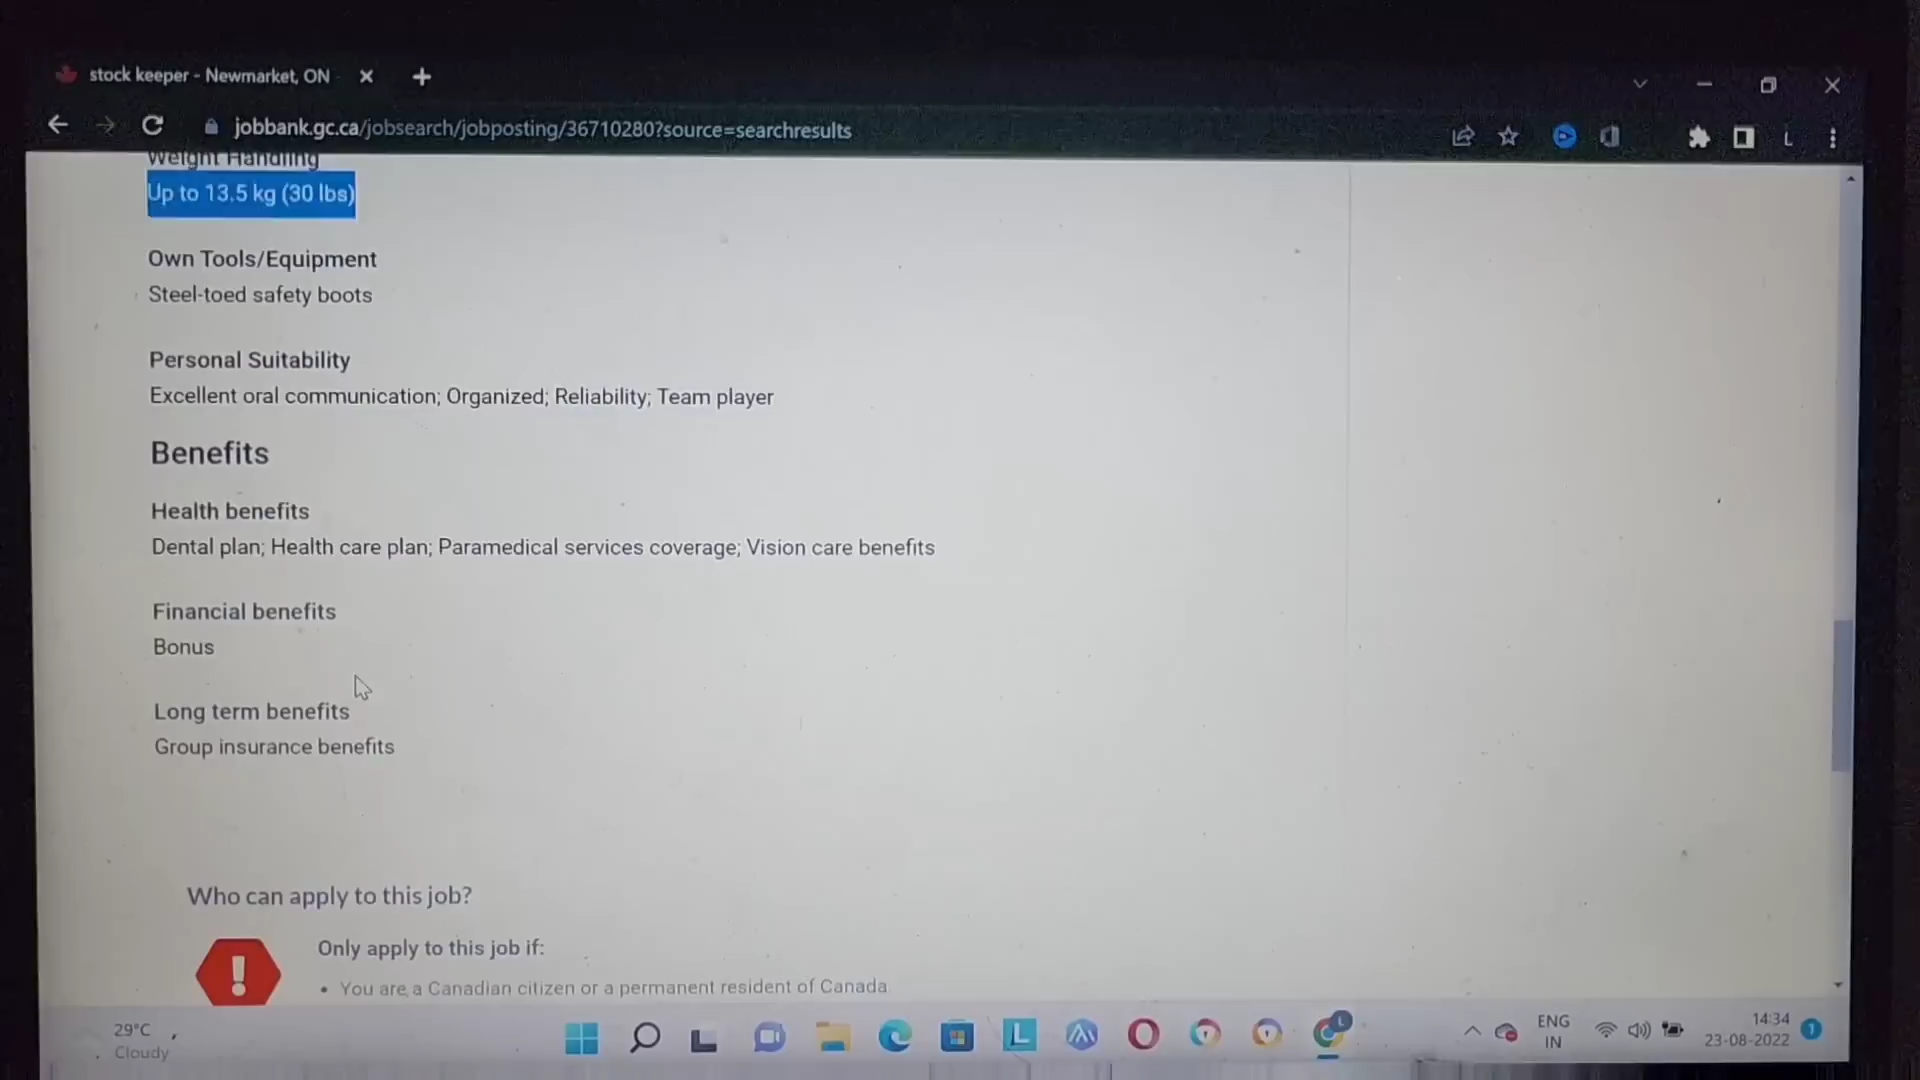 stock keeper - Newmarket, ON
jobbank.gc.ca/jobsearch/jobposting/36710280?source=searchresults
L
Weight Handling
Up to 13.5 kg (30 lbs)
Own Tools/Equipment
Steel-toed safety boots
Personal Suitability
Excellent oral communication; Organized; Reliability; Team player
Benefits
Health benefits
Dental plan; Health care plan; Paramedical services coverage; Vision care benefits
Financial benefits
Bonus
Long term benefits
Group insurance benefits
Who can apply to this job?
Only apply to this job if:
• You are a Canadian citizen or a permanent resident of Canada
29°C
Cloudy
L
L
ENG
IN
14:34
23-08-2022
1